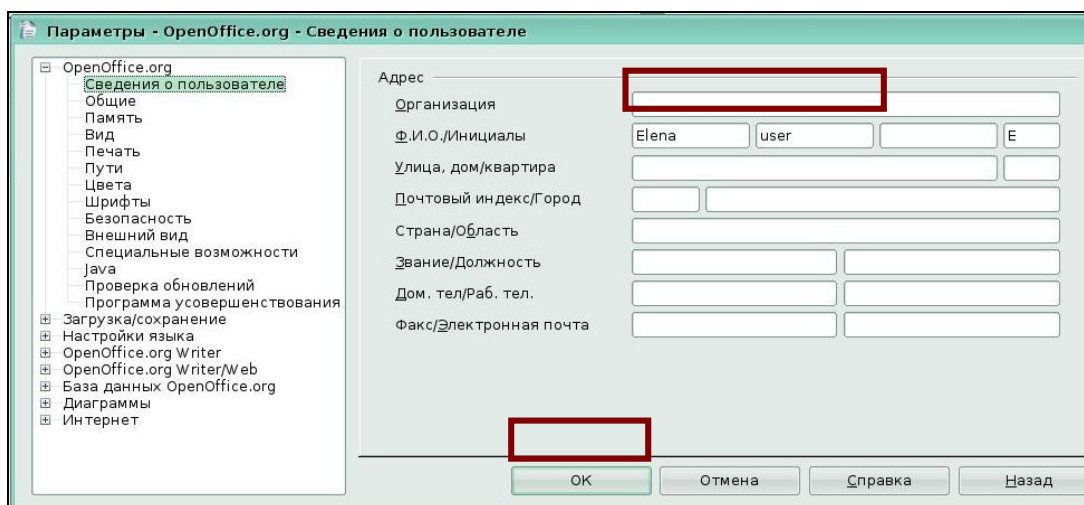 Параметры - OpenOffice.org - Сведения о пользователе
OpenOffice.org
Сведения о пользователе
Общие
Память
Вид
Печать
Пути
Цвета
Шрифты
Безопасность
Внешний вид
Специальные возможности
Java
Проверка обновлений
Программа усовершенствования
Загрузка/сохранение
Настройки языка
OpenOffice.org Writer
OpenOffice.org Writer/Web
База данных OpenOffice.org
Диаграммы
Интернет
Адрес
Организация
Ф.И.О./Инициалы Elena user E
Улица, дом/квартира
Почтовый индекс/Город
Страна/Область
Звание/Должность
Дом. тел/Раб. тел.
Факс/Электронная почта
OK Отмена Справка Назад